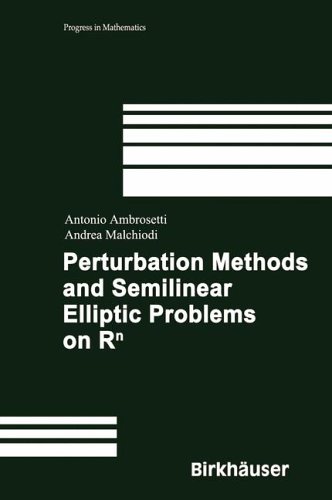 Progress in Mathematics
Antonio Ambrosetti
Andrea Malchiodi
Perturbation Methods
and Semilinear
Elliptic Problems
on Rⁿ
Birkhäuser